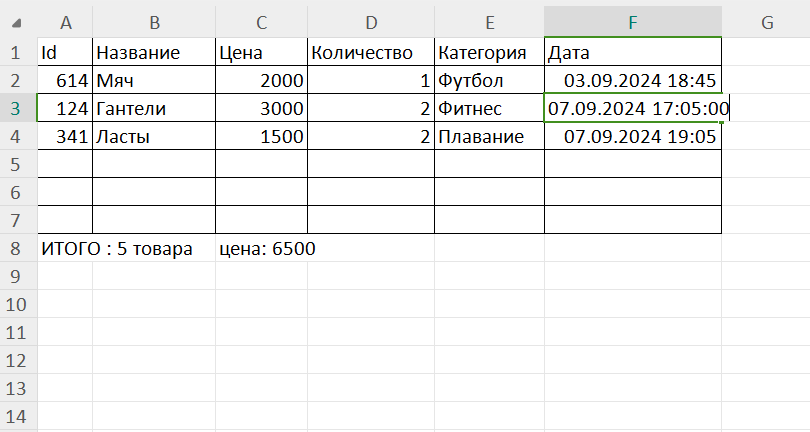 A B C D E F G
1 Id Название Цена Количество Категория Дата
2 614 Мяч 2000 1 Футбол 03.09.2024 18:45
3 124 Гантели 3000 2 Фитнес 07.09.2024 17:05:00
4 341 Ласты 1500 2 Плавание 07.09.2024 19:05
5
6
7
8 ИТОГО : 5 товара цена: 6500
9
10
11
12
13
14